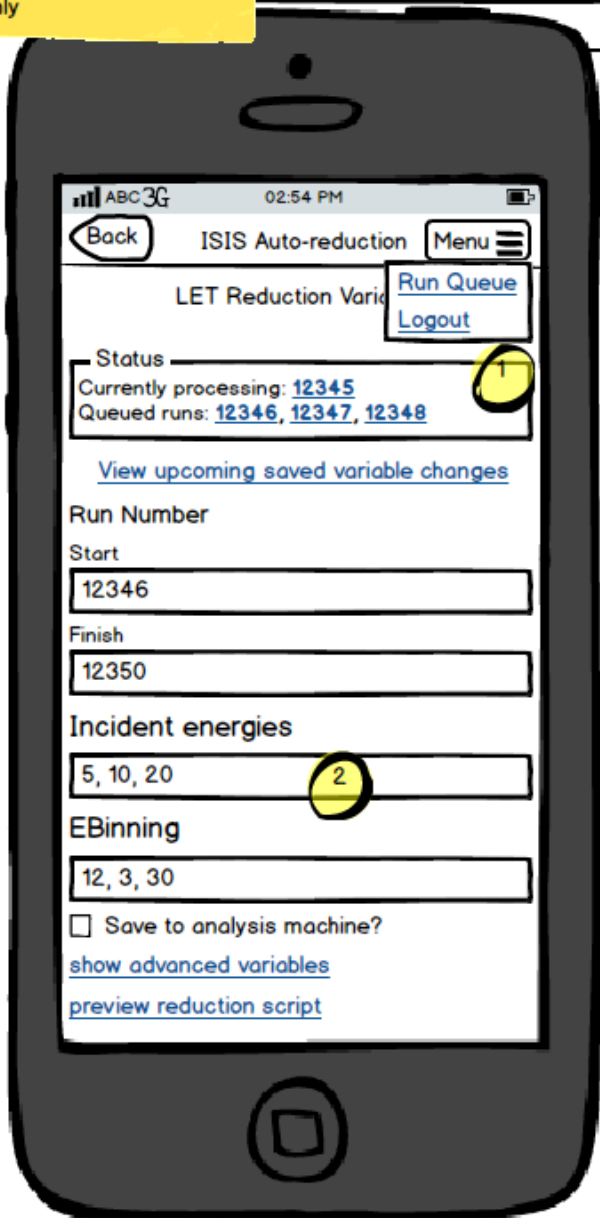 ABC 3G 02:54 PM
Back ISIS Auto-reduction Menu
Run Queue
LET Reduction
Logout
Status
1
Currently processing: 12345
Queued runs: 12346, 12347, 12348
View upcoming saved variable changes
Run Number
Start
12346
Finish
12350
Incident energies
5, 10, 20 2
EBinning
12, 3, 30
Save to analysis machine?
show advanced variables
preview reduction script